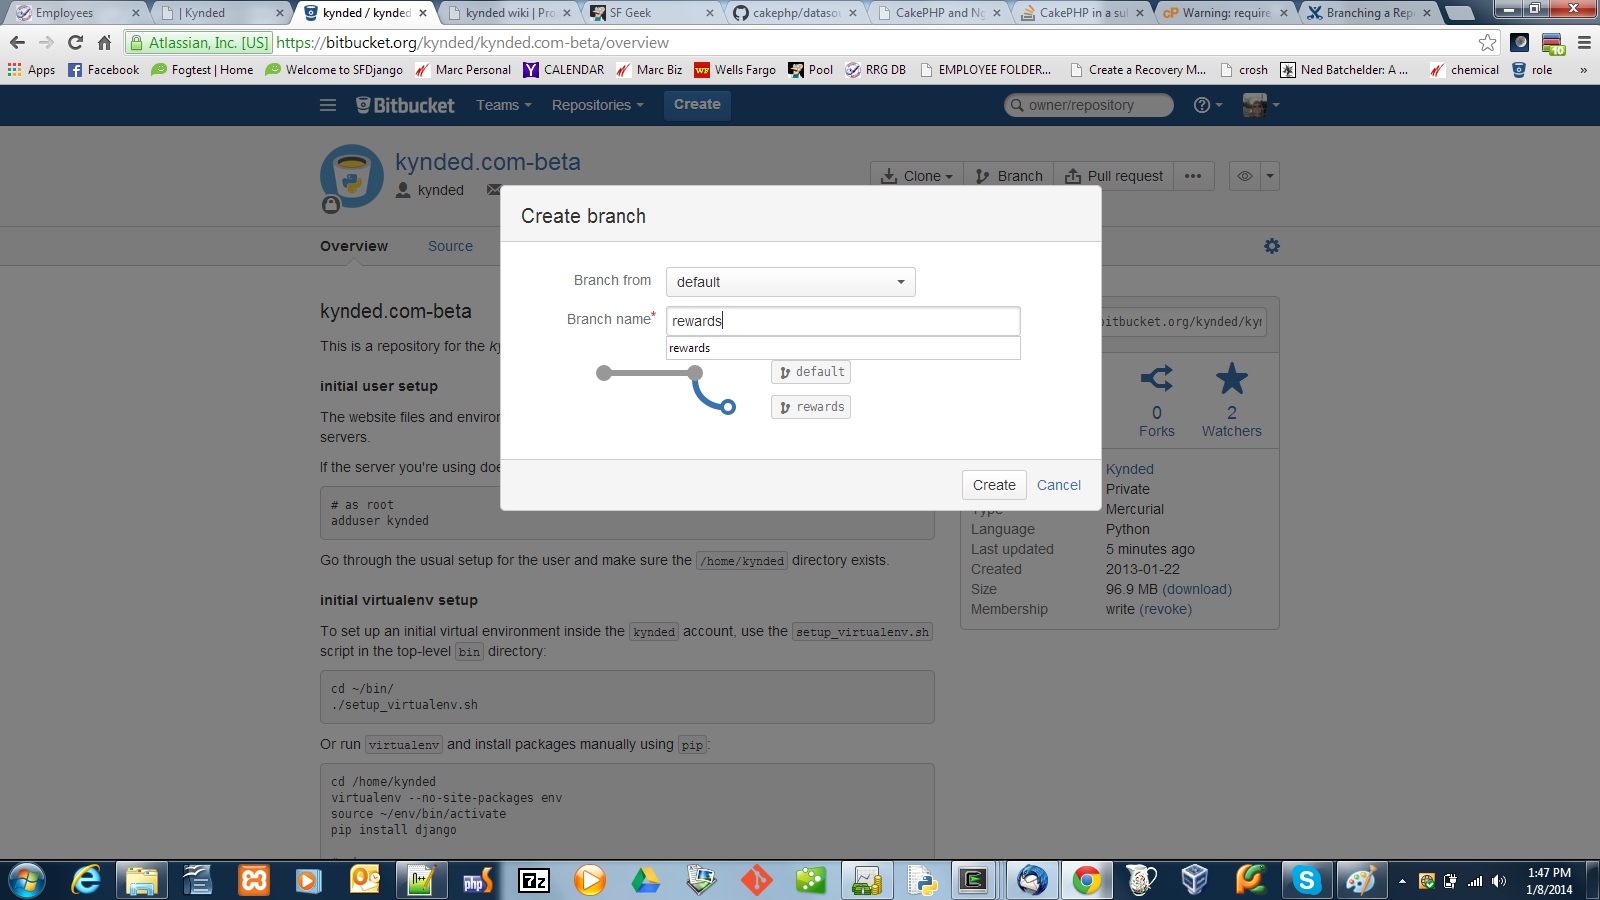 Employees
| Kynded
kynded / kynded
kynded wiki | Pro
SF Geek
cakephp/datasou
CakePHP and Ng
CakePHP in a sub
cP Warning: require
Branching a Rep
Atlassian, Inc. [US] https://bitbucket.org/kynded/kynded.com-beta/overview
10
Apps
Facebook
Fogtest | Home
Welcome to SFDjango
Marc Personal
CALENDAR
Marc Biz
WF Wells Fargo
Pool
RRG DB
EMPLOYEE FOLDER...
Create a Recovery M...
crosh
Ned Batchelder: A ...
chemical
role
»
Bitbucket
Teams
Repositories
Create
owner/repository
kynded.com-beta
kynded
Clone
Branch
Pull request
•••
Overview
Source
Create branch
Branch from
default
Branch name*
rewards
rewards
default
rewards
Create
Cancel
kynded.com-beta
This is a repository for the
initial user setup
The website files and environ
servers.
If the server you're using doe
# as root
adduser kynded
Go through the usual setup for the user and make sure the /home/kynded directory exists.
initial virtualenv setup
To set up an initial virtual environment inside the kynded account, use the setup_virtualenv.sh
script in the top-level bin directory:
cd ~/bin/
./setup_virtualenv.sh
Or run virtualenv and install packages manually using pip:
cd /home/kynded
virtualenv --no-site-packages env
source ~/env/bin/activate
pip install django
bitbucket.org/kynded/kyn
0
Forks
2
Watchers
Kynded
Private
Type Mercurial
Language Python
Last updated 5 minutes ago
Created 2013-01-22
Size 96.9 MB (download)
Membership write (revoke)
php
7z
1:47 PM
1/8/2014